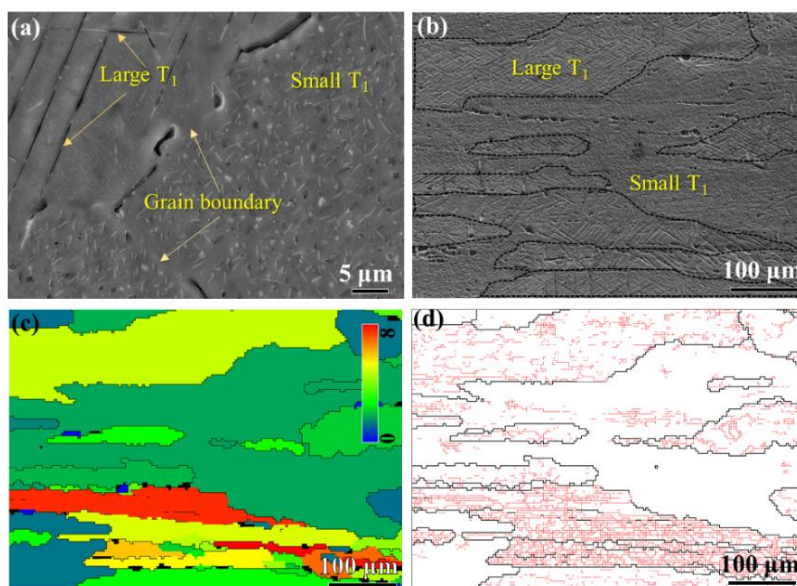 (a)
Large T₁
Small T₁
Grain boundary
5 μm
(b)
Large T₁
Small T₁
100 μm
(c)
8
0
100 μm
(d)
100 μm